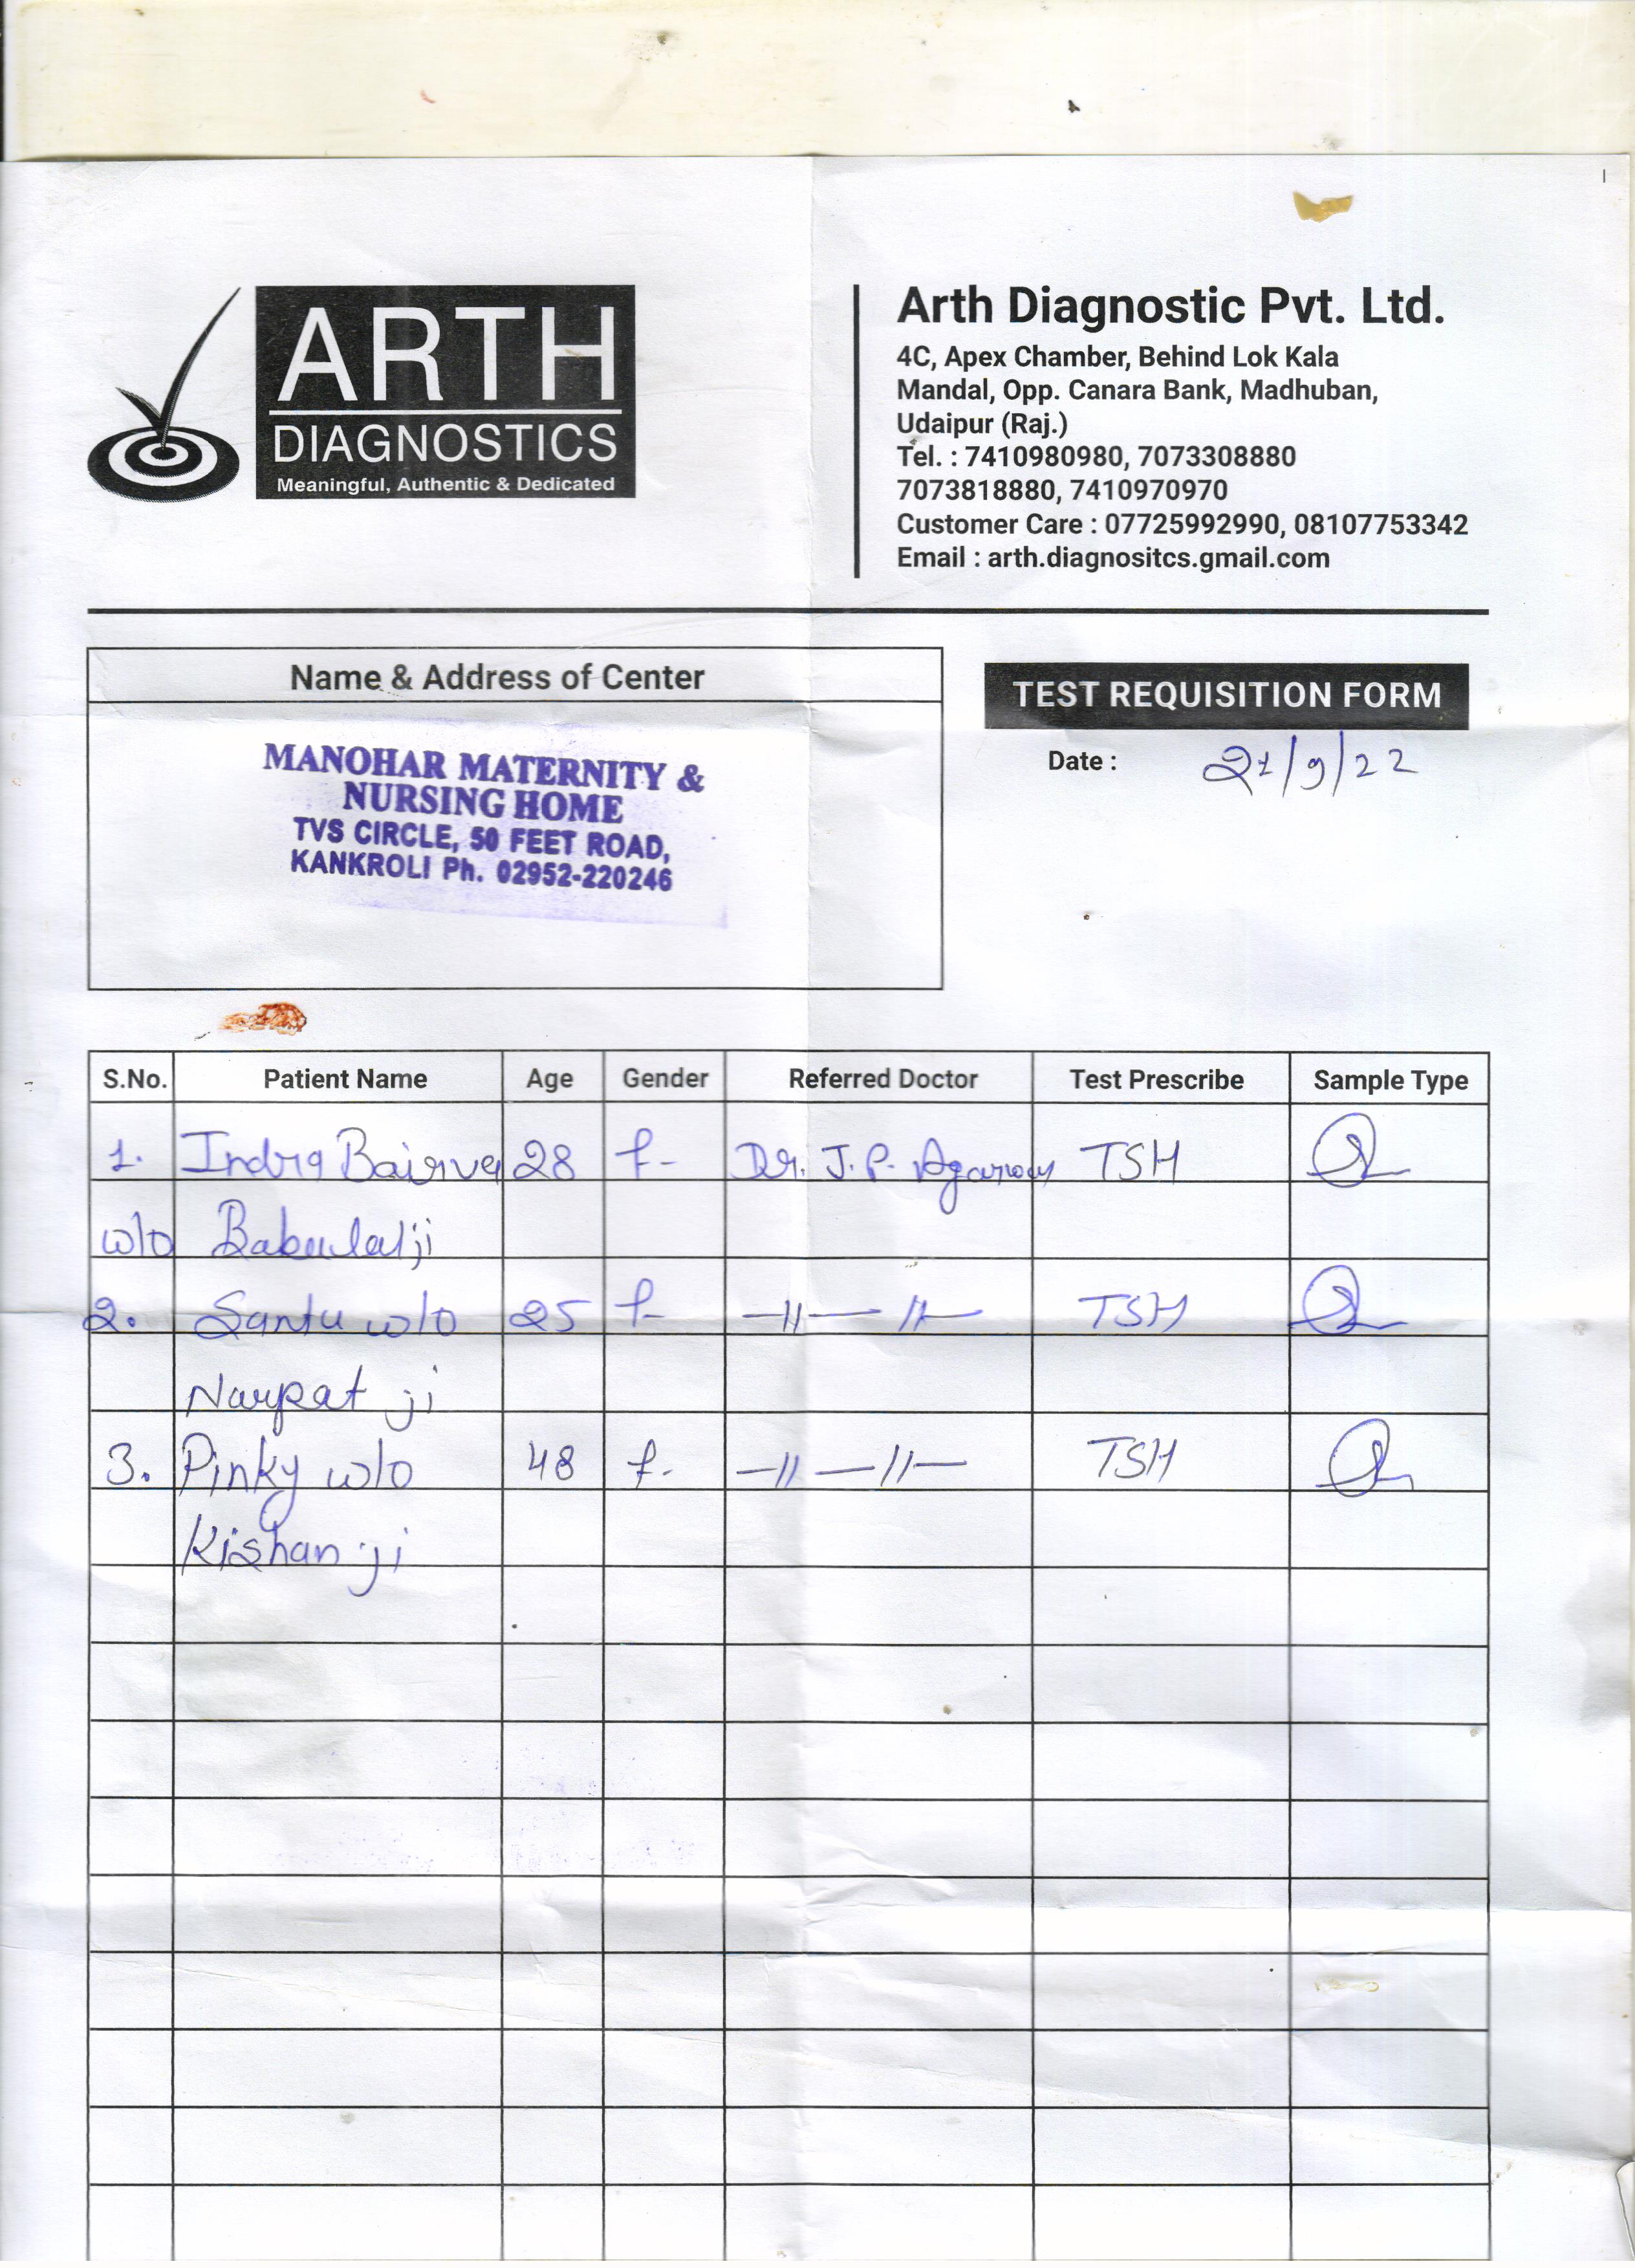 ARTH
DIAGNOSTICS
Meaningful, Authentic & Dedicated
Arth Diagnostic Pvt. Ltd.
4C, Apex Chamber, Behind Lok Kala
Mandal, Opp. Canara Bank, Madhuban,
Udaipur (Raj.)
Tel. : 7410980980, 7073308880
7073818880, 7410970970
Customer Care : 07725992990, 08107753342
Email : arth.diagnositcs.gmail.com
Name & Address of Center
MANOHAR MATERNITY &
NURSING HOME
TVS CIRCLE, 50 FEET ROAD,
KANKROLI Ph. 02952-220246
TEST REQUISITION FORM
Date : 21/9/22
S.No. Patient Name Age Gender Referred Doctor Test Prescribe Sample Type
1. Indra Bairva 28 f- Dr. J.P. Agarwal TSH
w/o Babulalji
2. Santu w/o 25 f- —11— 11— TSH
Narpat ji
3. Pinky w/o 48 f. —11—11— TSH
Kishan ji